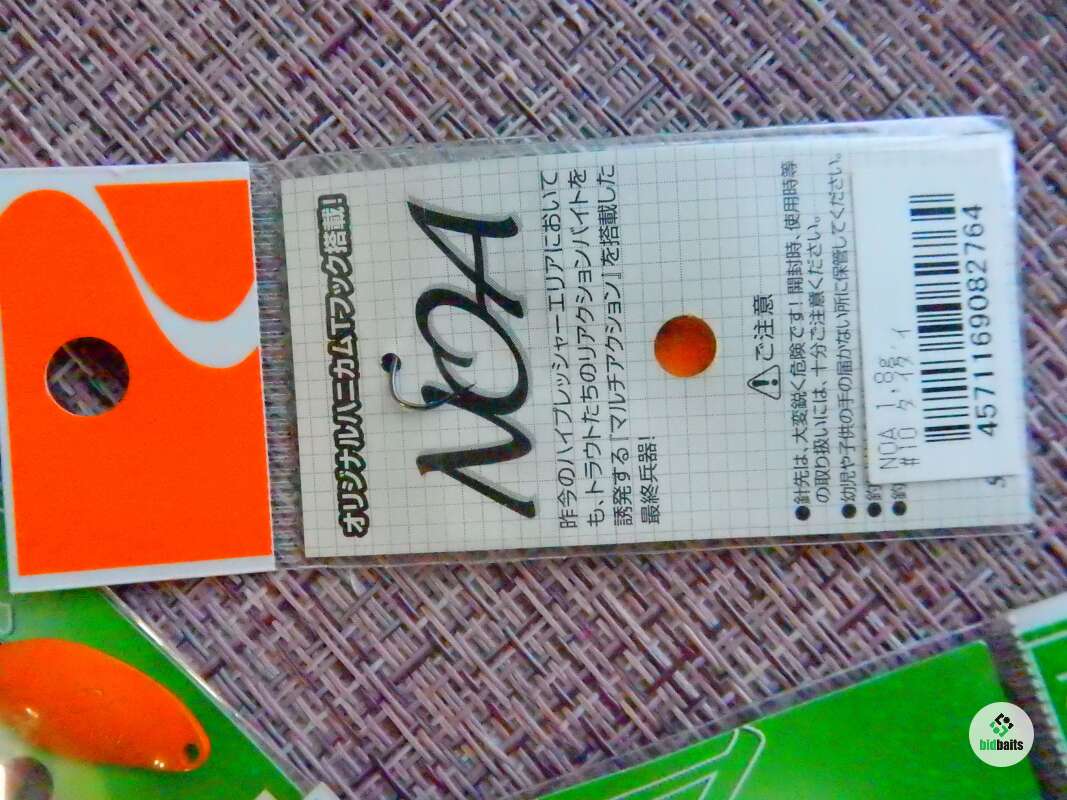 オリジナルハニカムTフック搭載!
NOA
昨今のハイプレッシャーエリアにおいて
も、トラウトたちのリアクションバイトを
誘発する『マルチアクション』を搭載した
最終兵器!
ご注意
●針先は、大変鋭く危険です!開封時、使用時等
の取り扱いには、十分ご注意ください。
●幼児や子供の手の届かない所に保管してください。
●釣
●釣
NOA 1.8g
#10
4571169082764
bidbaits